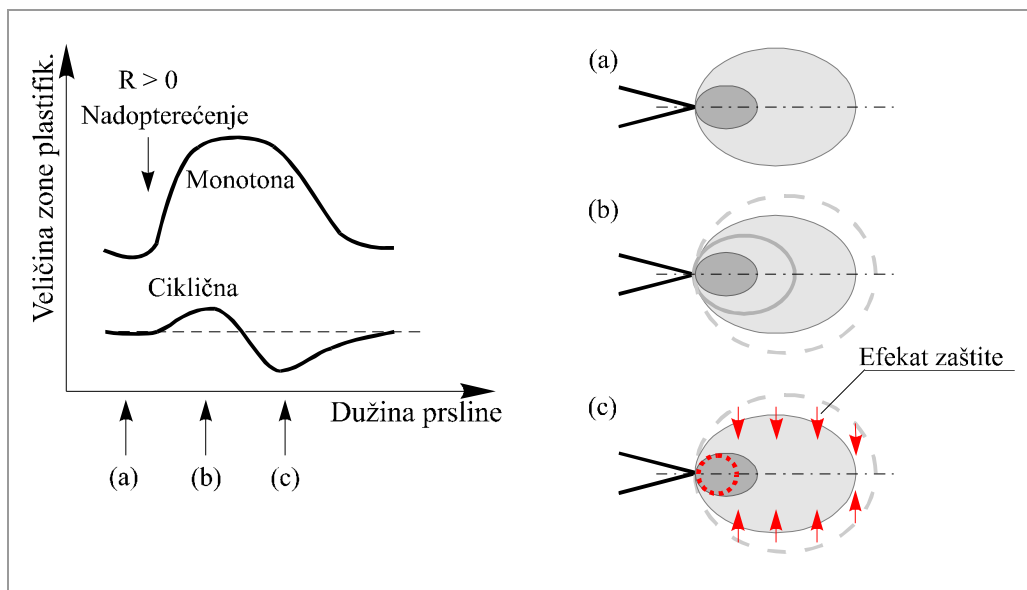 Veličina zone plastifik.
R > 0
Nadopterećenje
Monotona
Ciklična
Dužina prsline
(a)
(b)
(c)
(a)
(b)
Efekat zaštite
(c)